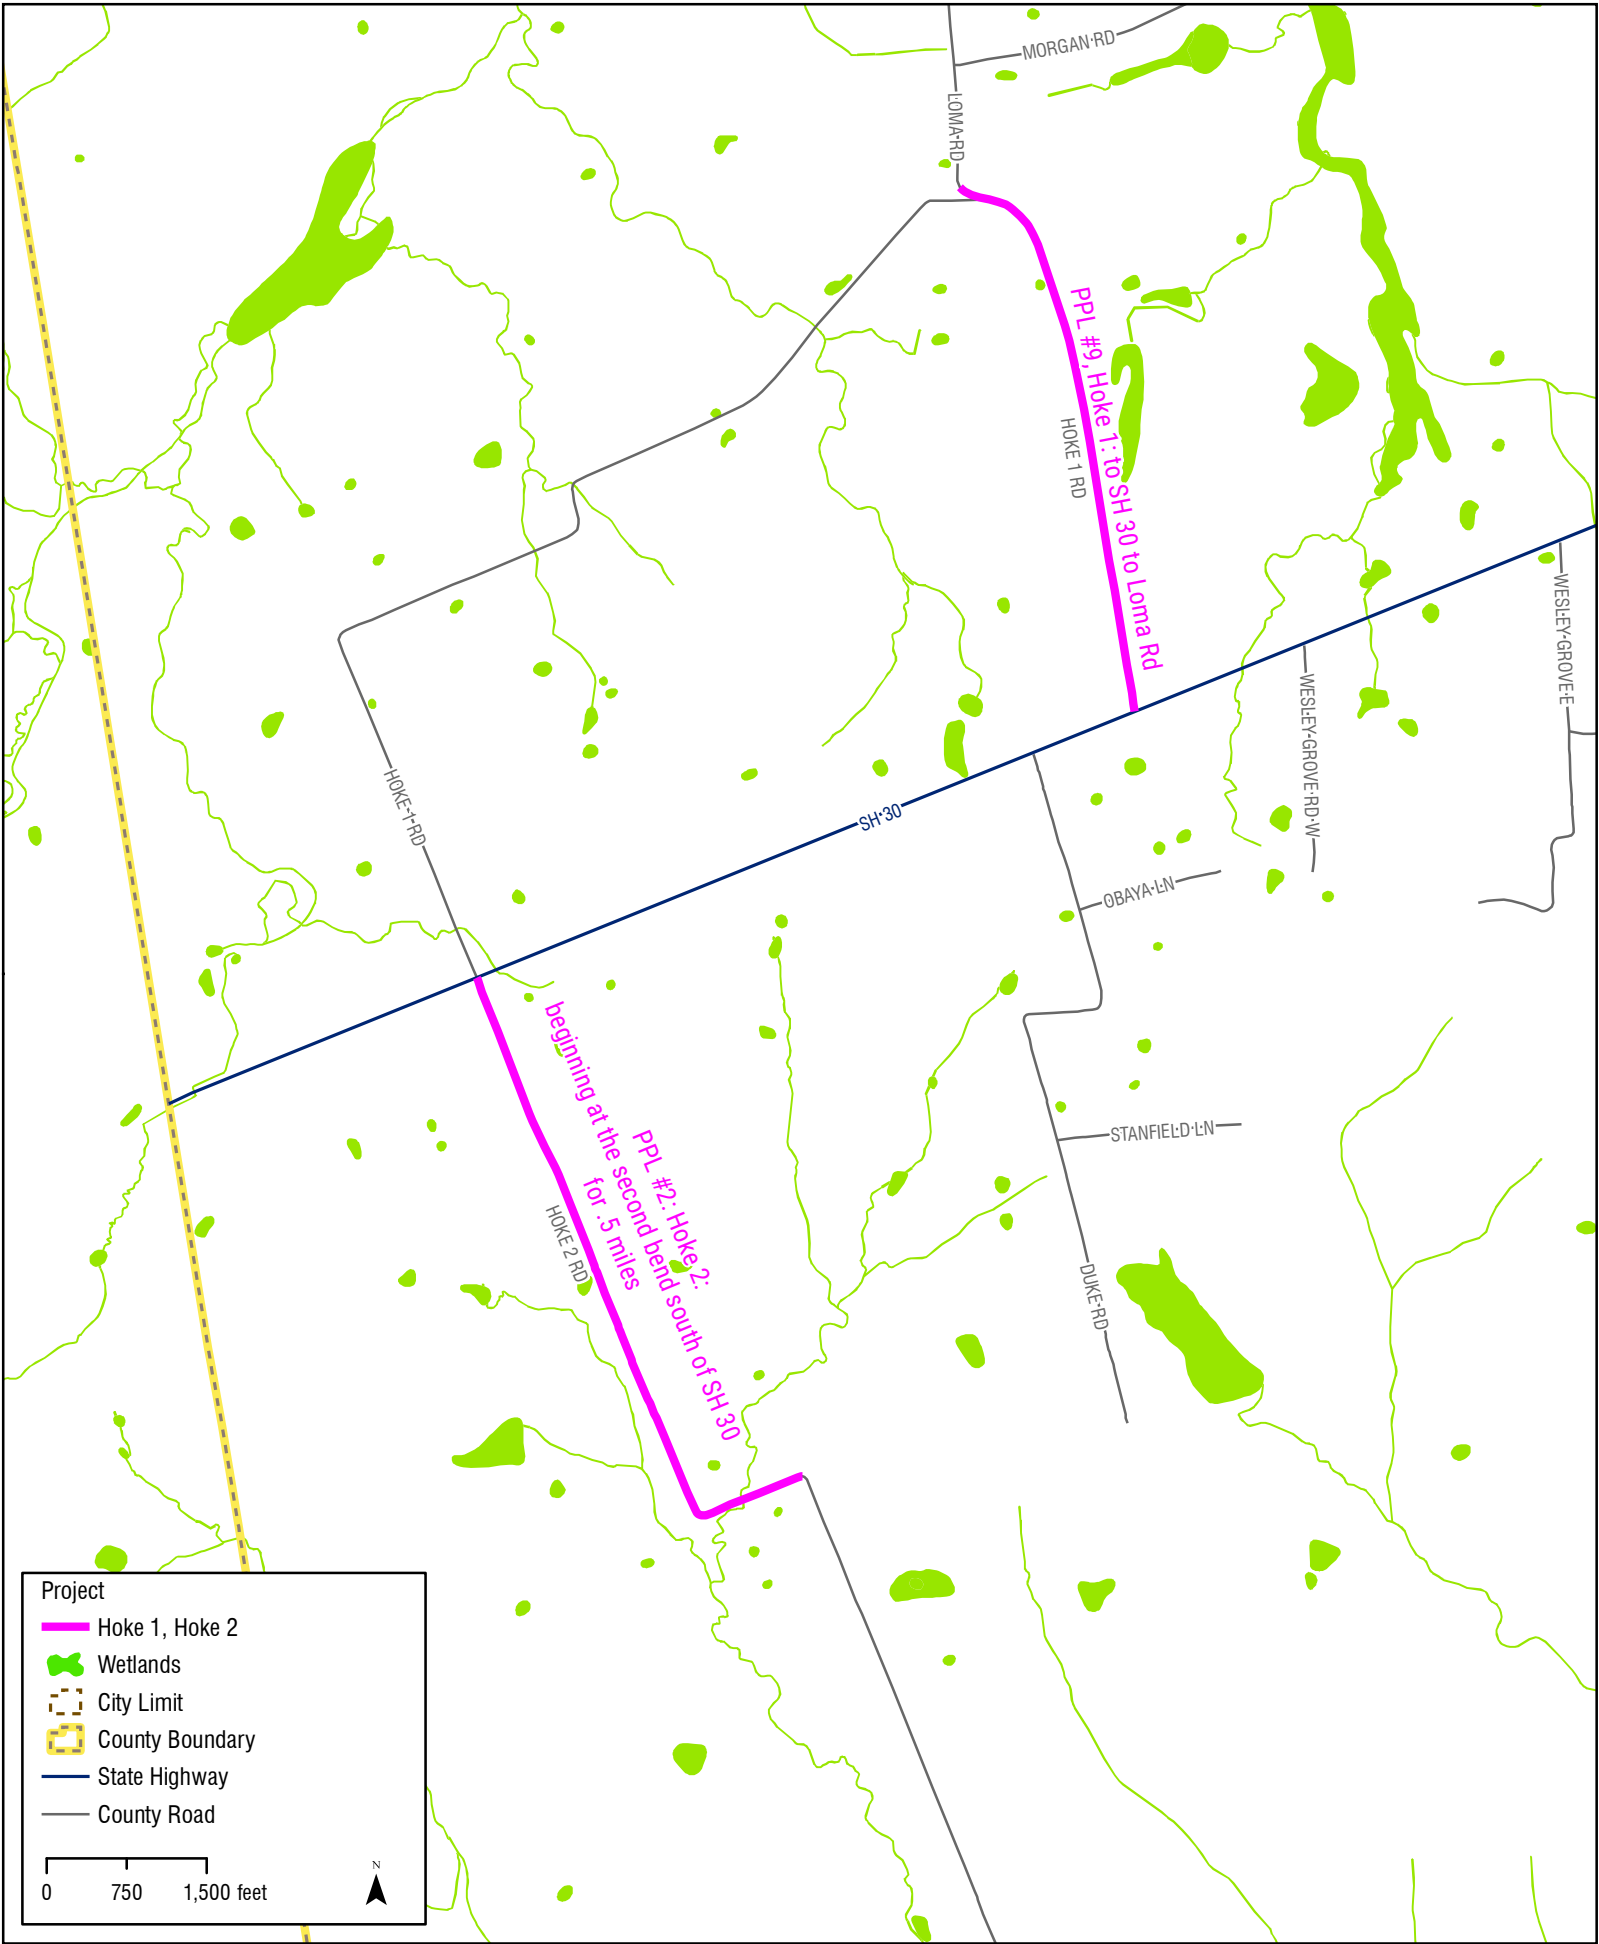 MORGAN RD
LOMA RD
PPL #9, Hoke 1: to SH 30 to Loma Rd
HOKE 1 RD
WESLEY GROVE E
WESLEY GROVE RD W
HOKE 1 RD
SH 30
OBAYA LN
STANFIELD LN
DUKE RD
PPL #2: Hoke 2:
beginning at the second bend south of SH 30
for .5 miles
HOKE 2 RD
Project
Hoke 1, Hoke 2
Wetlands
City Limit
County Boundary
State Highway
County Road
N
0 750 1,500 feet